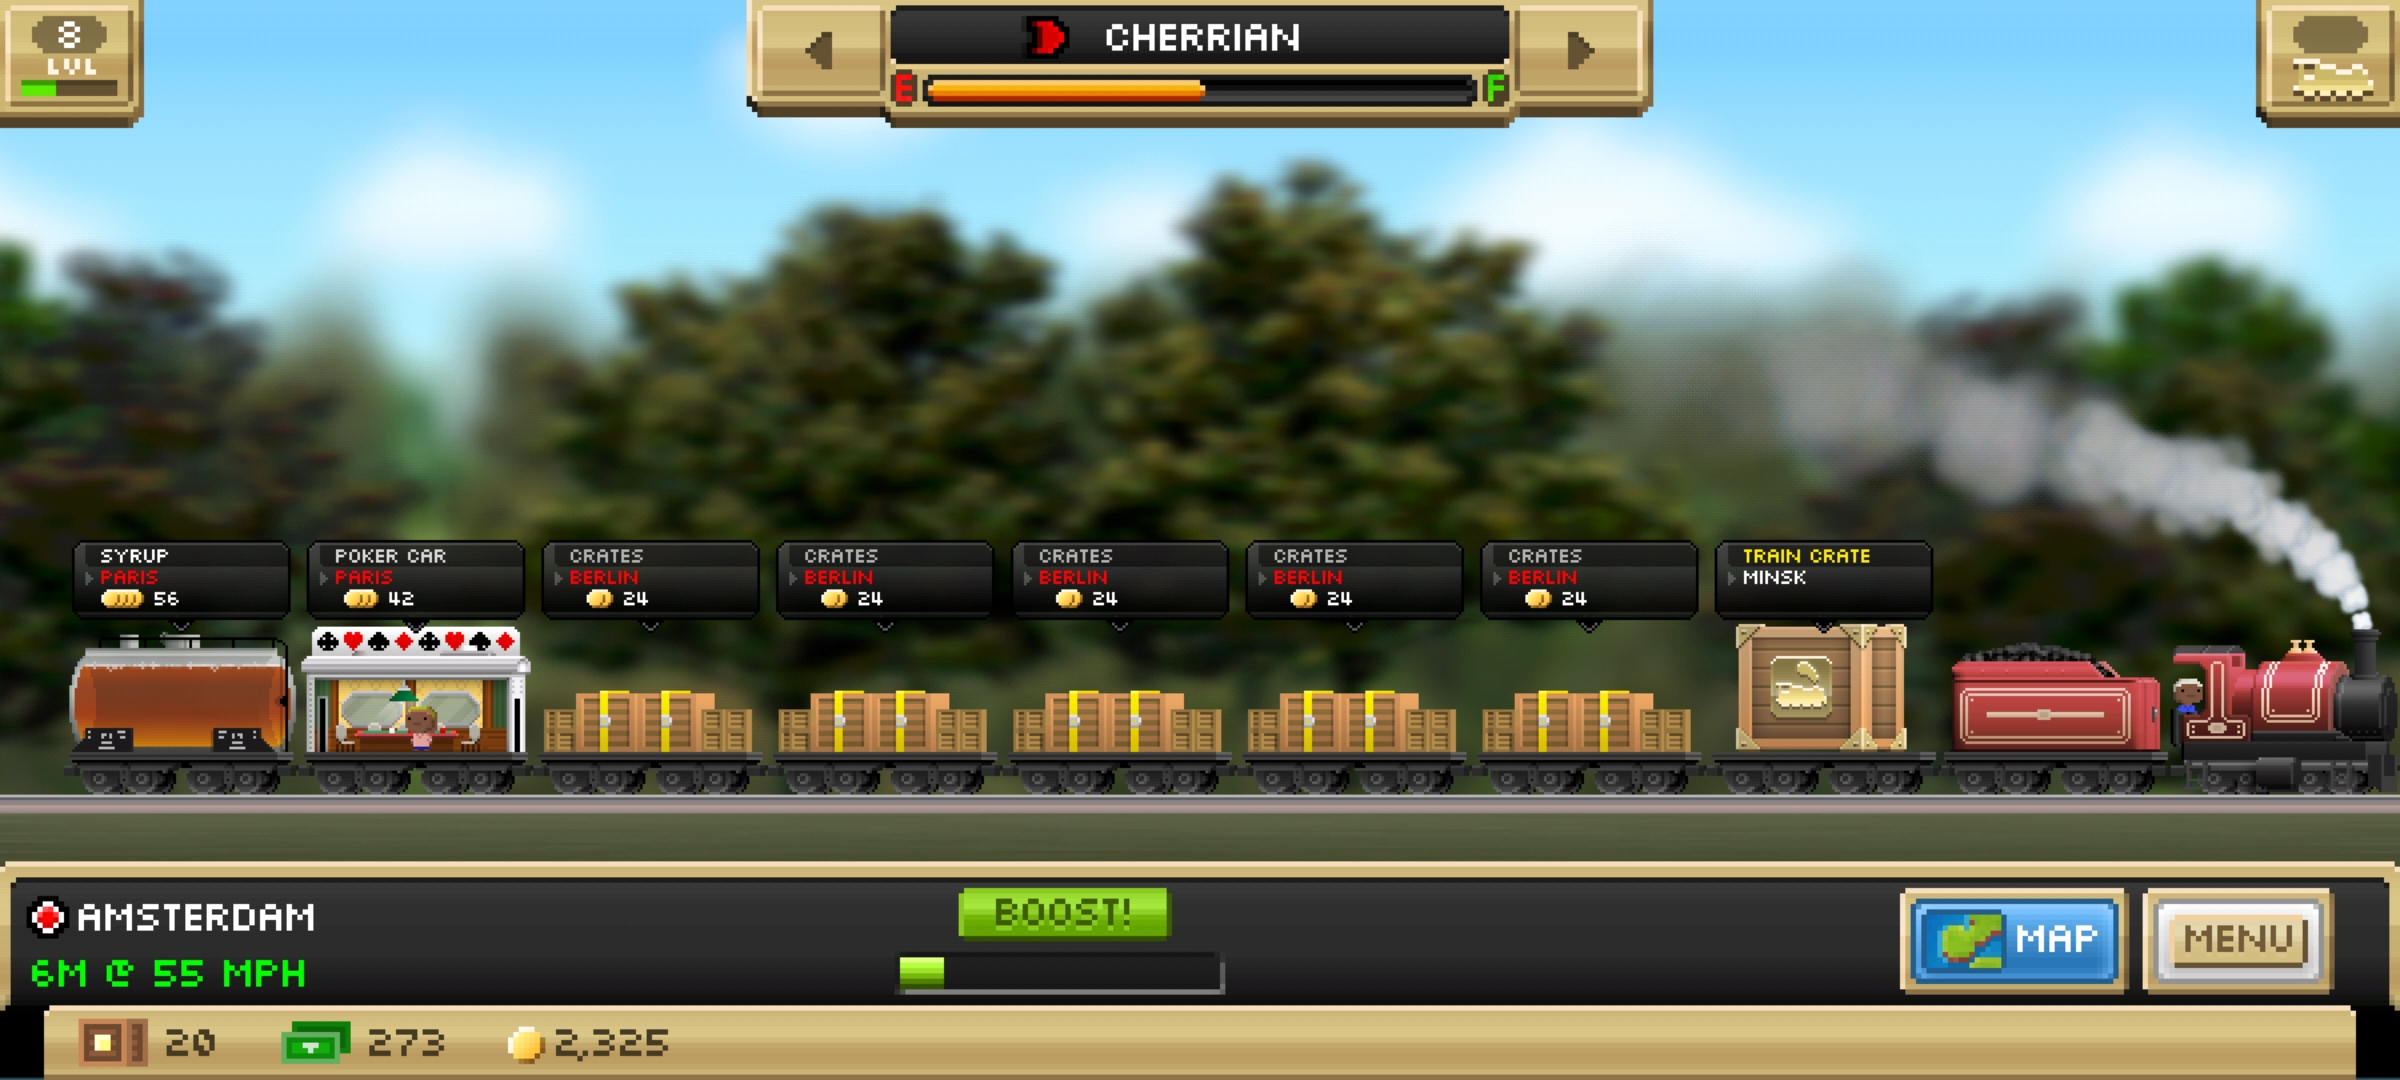 8
LVL
CHERRIAN
E
F
SYRUP
PARIS
56
POKER CAR
PARIS
42
CRATES
BERLIN
24
CRATES
BERLIN
24
CRATES
BERLIN
24
CRATES
BERLIN
24
CRATES
BERLIN
24
TRAIN CRATE
MINSK
AMSTERDAM
6M @ 55 MPH
BOOST!
MAP
MENU
20
273
2,325